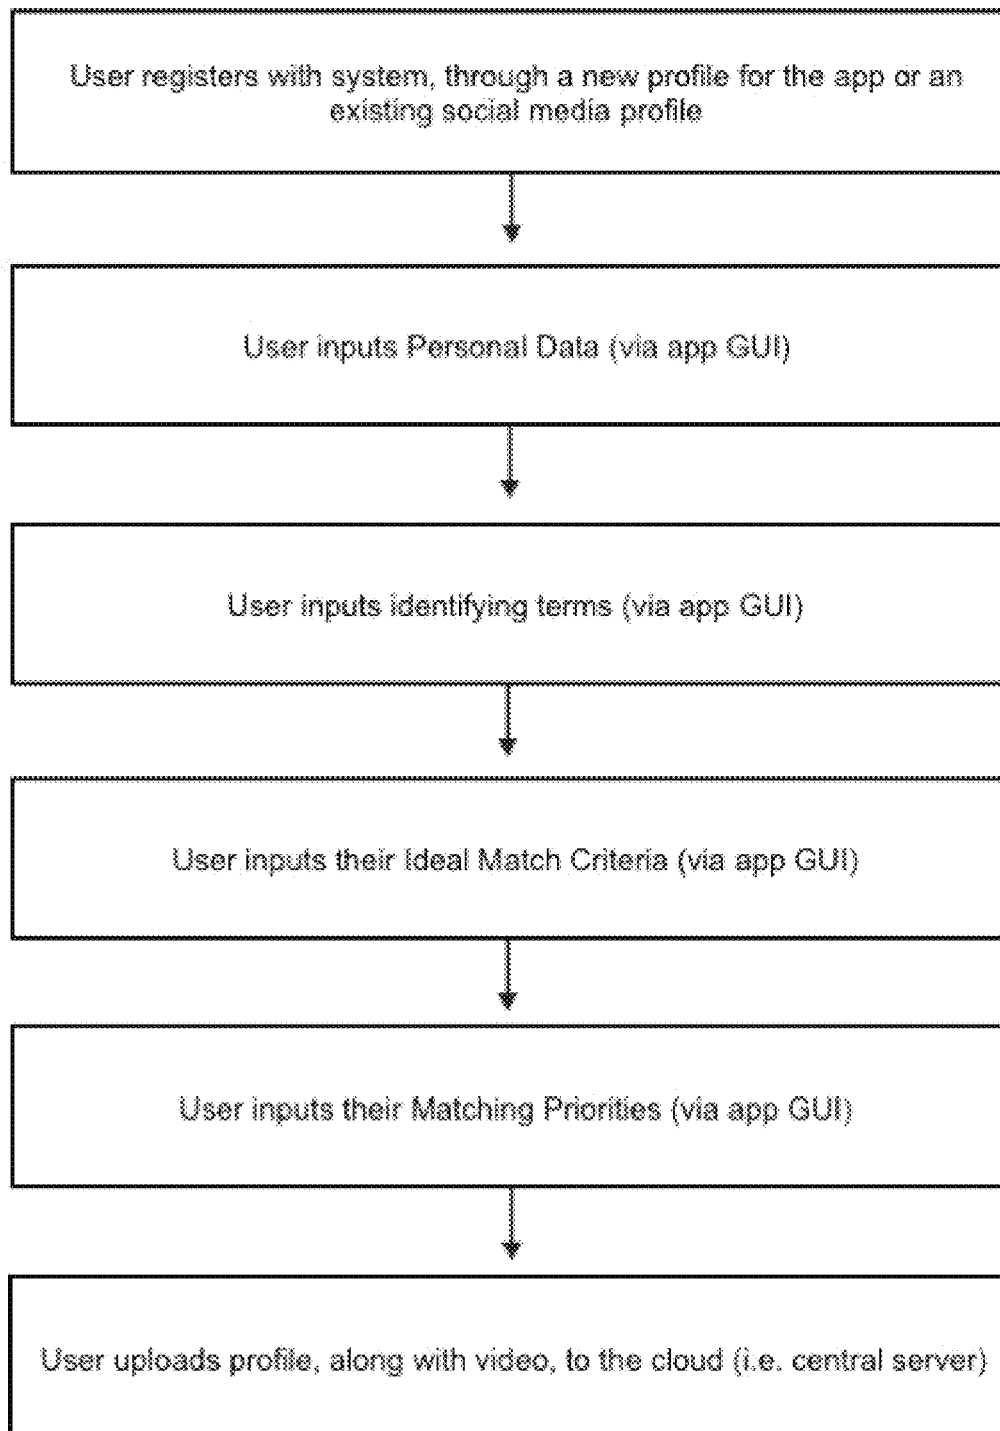 User registers with system, through a new profile for the app or an
existing social media profile
User inputs Personal Data (via app GUI)
User inputs identifying terms (via app GUI)
User inputs their Ideal Match Criteria (via app GUI)
User inputs their Matching Priorities (via app GUI)
User uploads profile, along with video, to the cloud (i.e. central server)